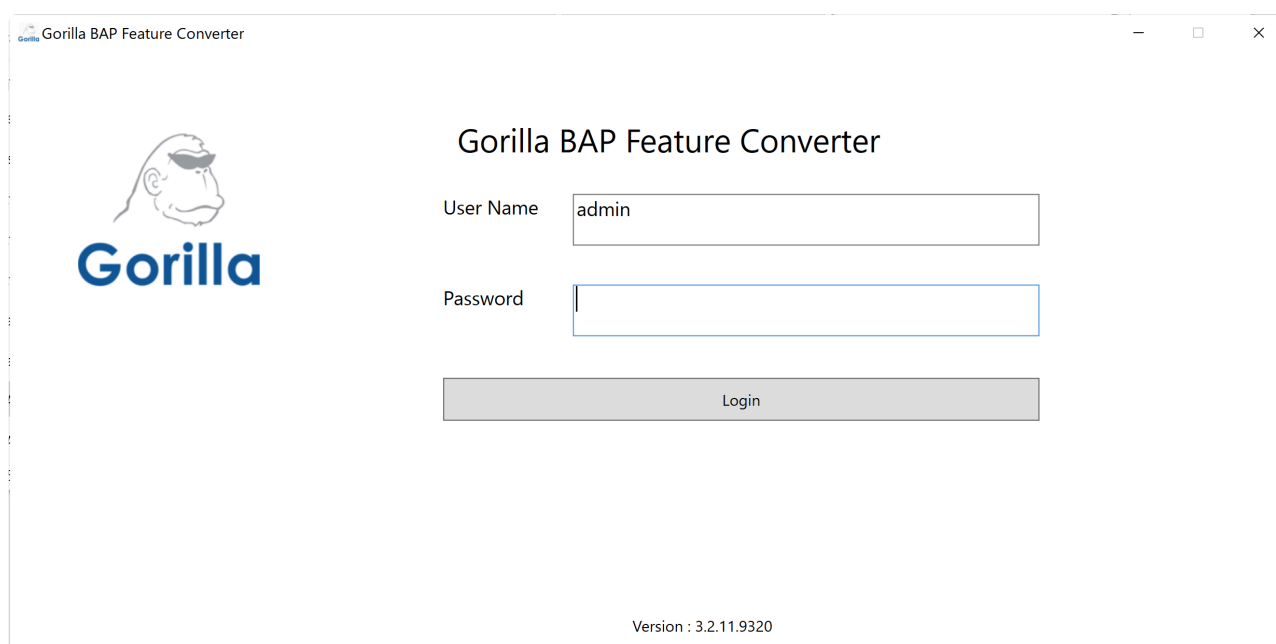 Gorilla Gorilla BAP Feature Converter
Gorilla
Gorilla BAP Feature Converter
User Name admin
Password
Login
Version : 3.2.11.9320